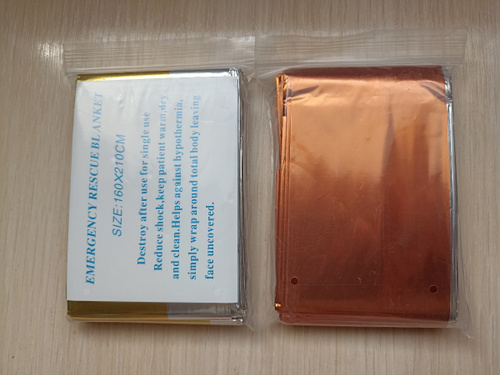 EMERGENCY RESCUE BLANKET
SIZE:160X210CM
Destroy after use for single use
Reduce shock,keep patient warm,dry
and clean.Helps against hypothermia,
simply wrap around total body leaving
face uncovered.